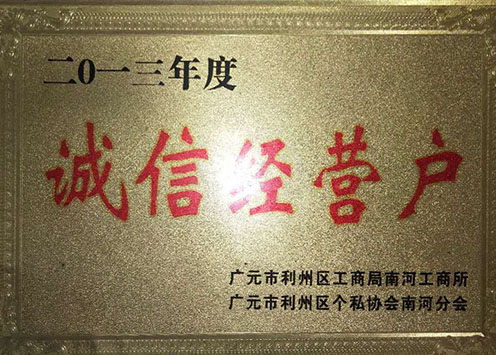 二0一三年度
诚信经营户
广元市利州区工商局南河工商所
广元市利州区个私协会南河分会